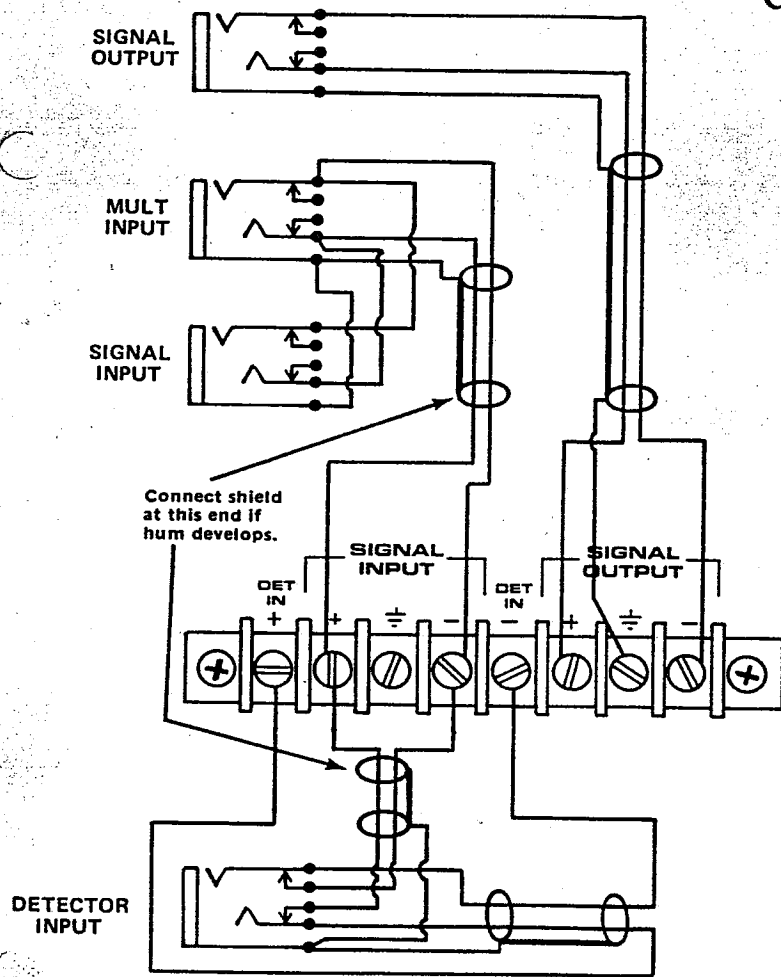 SIGNAL
OUTPUT
MULT
INPUT
SIGNAL
INPUT
Connect shield
at this end if
hum develops.
SIGNAL
INPUT
SIGNAL
OUTPUT
DET
IN
DET
IN
+ + - - + -
DETECTOR
INPUT